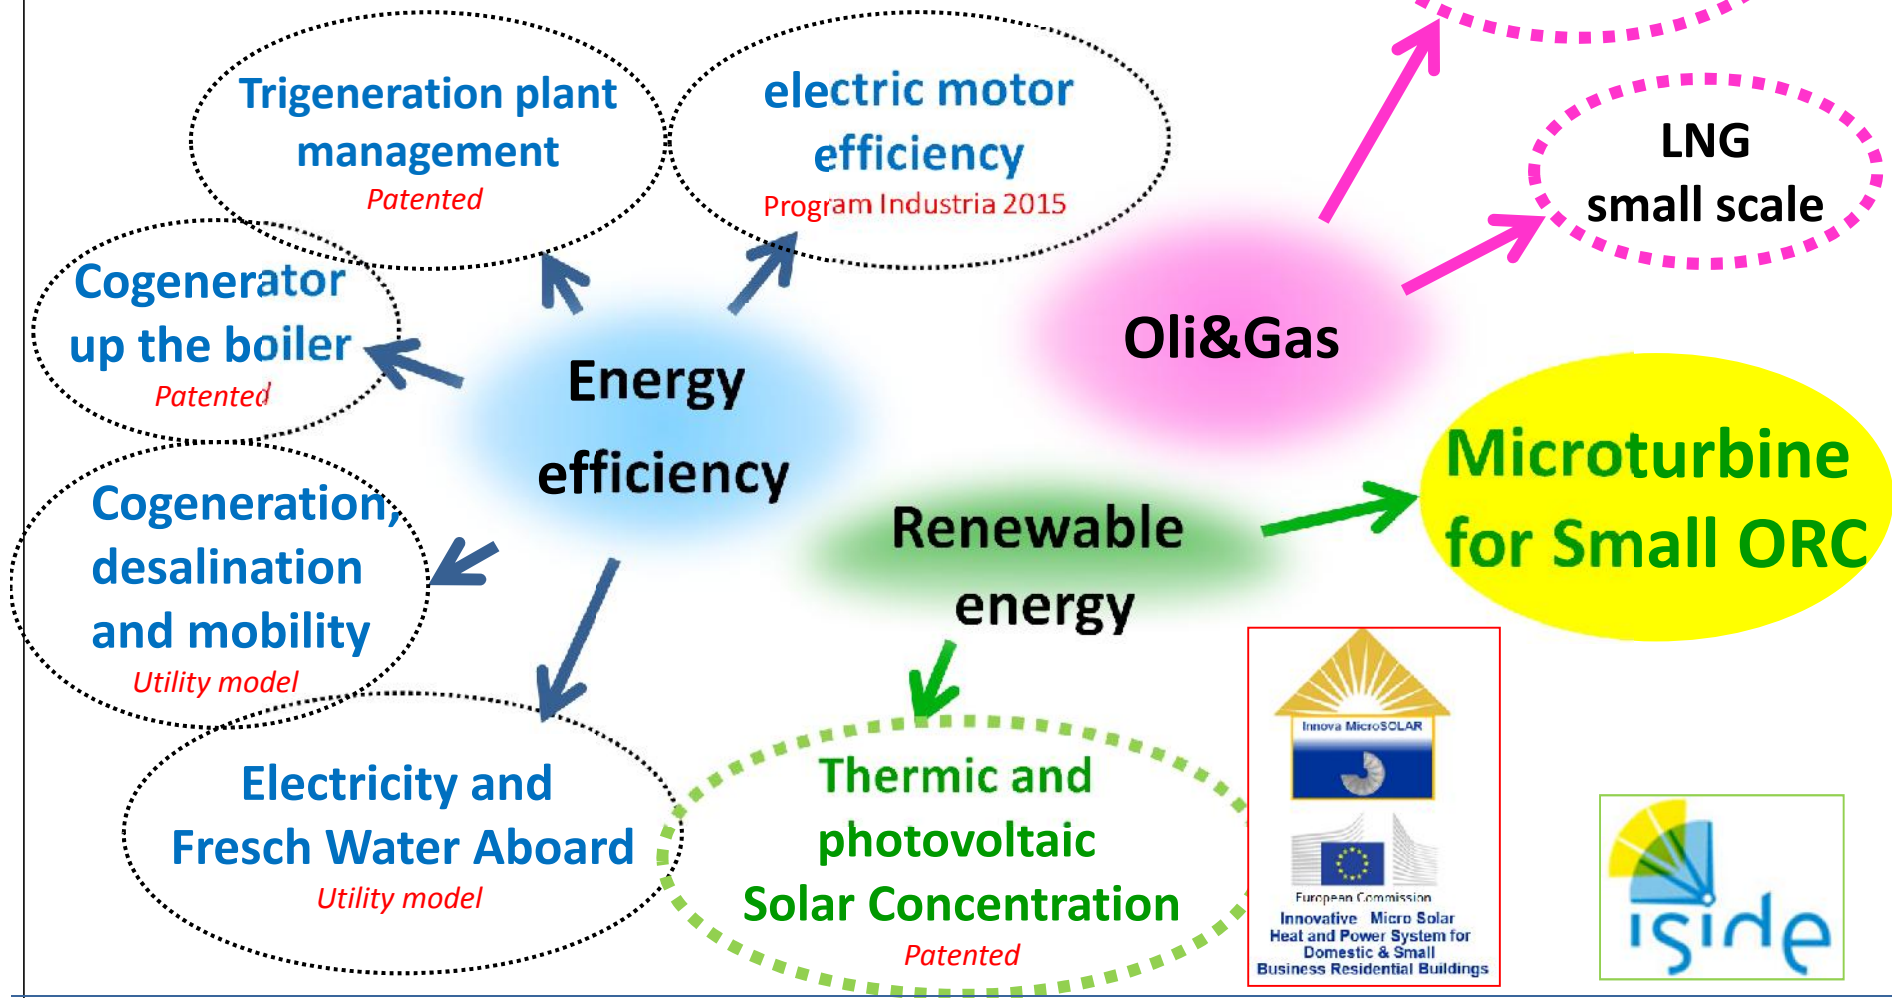 Trigeneration plant
management
Patented
electric motor
efficiency
Program Industria 2015
LNG
small scale
Cogenerator
up the boiler
Patented
Energy
efficiency
Oli&Gas
Microturbine
for Small ORC
Cogeneration,
desalination
and mobility
Utility model
Renewable
energy
Electricity and
Fresch Water Aboard
Utility model
Thermic and
photovoltaic
Solar Concentration
Patented
Innova MicroSOLAR
European Commission
Innovative Micro Solar
Heat and Power System for
Domestic & Small
Business Residential Buildings
iside